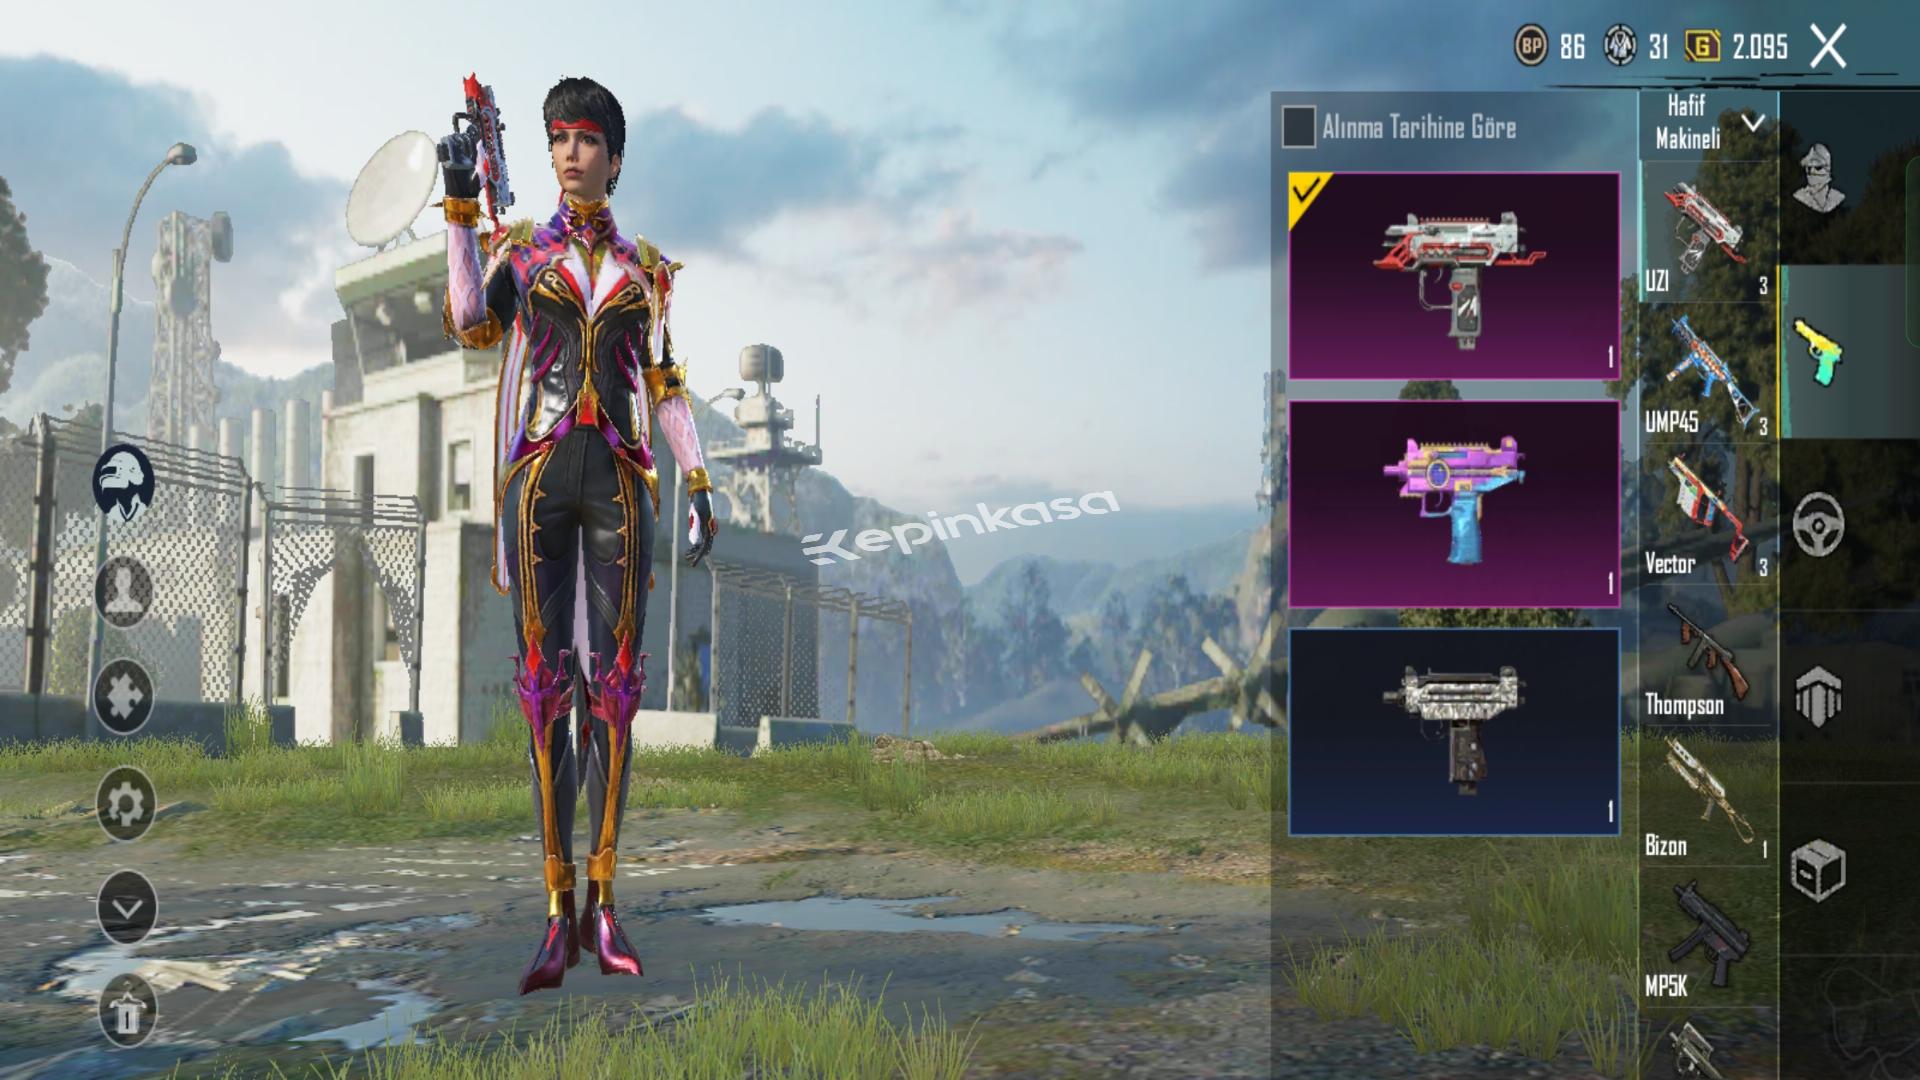 BP 86 31 G 2.095
Alınma Tarihine Göre
Hafif
Makineli
1
1
1
UZI 3
UMP45 3
Vector 3
Thompson
Bizon 1
MP5K
Kepinkasa